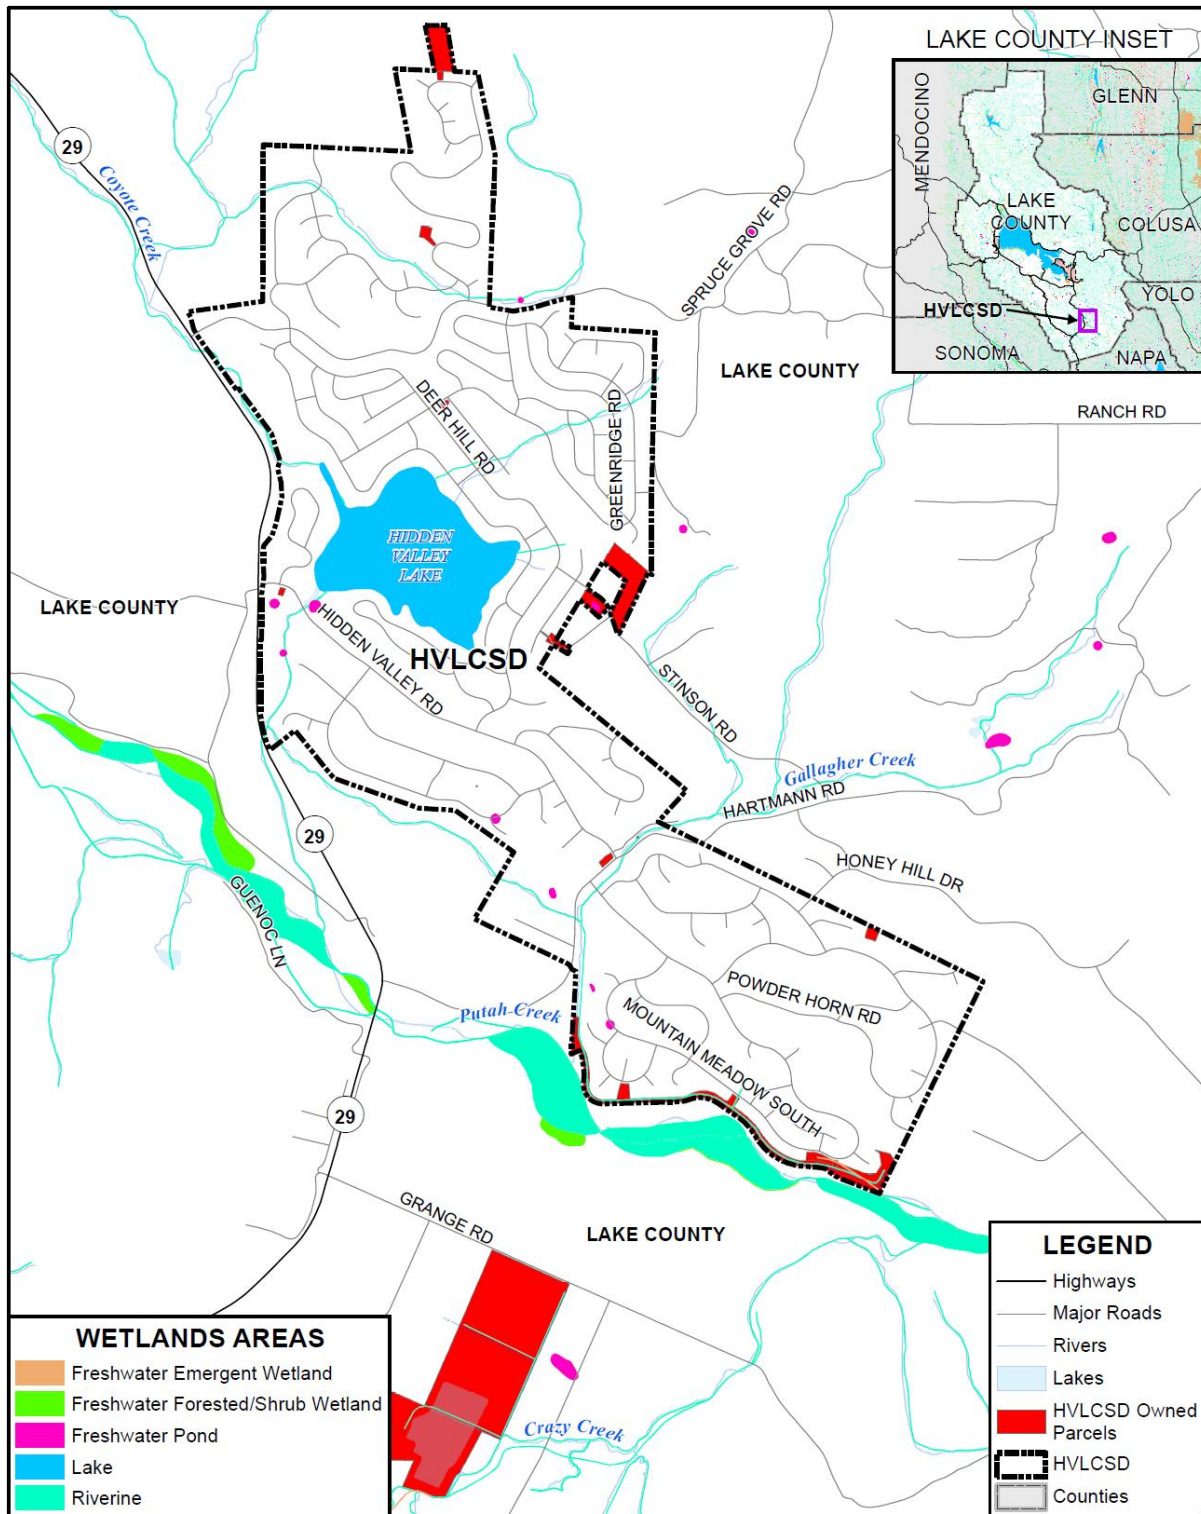 LAKE COUNTY INSET
MENDOCINO
GLENN
LAKE
COUNTY
COLUSA
YOLO
HVLCSD
SONOMA
NAPA
29
Coyote Creek
SPRUCE GROVE RD
LAKE COUNTY
RANCH RD
DEER HILL RD
GREENRIDGE RD
HIDDEN
VALLEY
LAKE
LAKE COUNTY
HIDDEN VALLEY RD
HVLCSD
STINSON RD
Gallagher Creek
HARTMANN RD
29
HONEY HILL DR
GUENOC LN
POWDER HORN RD
Putah Creek
MOUNTAIN MEADOW SOUTH
29
GRANGE RD
LAKE COUNTY
Crazy Creek
WETLANDS AREAS
Freshwater Emergent Wetland
Freshwater Forested/Shrub Wetland
Freshwater Pond
Lake
Riverine
LEGEND
Highways
Major Roads
Rivers
Lakes
HVLCSD Owned
Parcels
HVLCSD
Counties